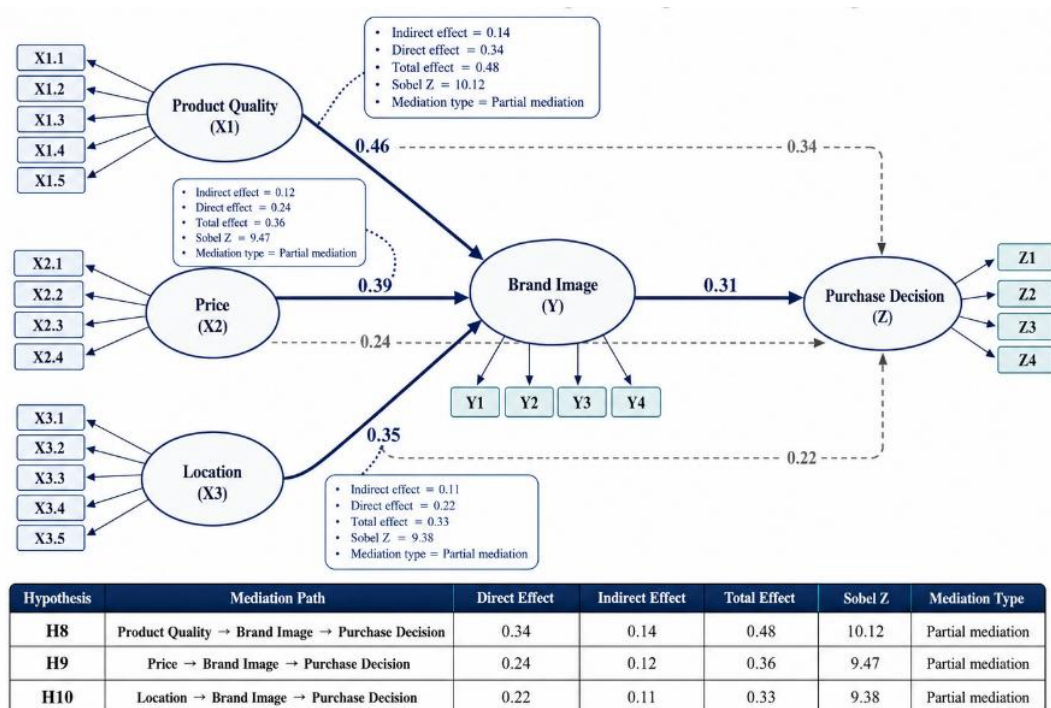 • Indirect effect = 0.14
• Direct effect = 0.34
• Total effect = 0.48
• Sobel Z = 10.12
• Mediation type = Partial mediation
X1.1
X1.2
X1.3
X1.4
X1.5
Product Quality
(X1)
0.46
0.34
• Indirect effect = 0.12
• Direct effect = 0.24
• Total effect = 0.36
• Sobel Z = 9.47
• Mediation type = Partial mediation
X2.1
X2.2
X2.3
X2.4
Price
(X2)
0.39
0.24
Brand Image
(Y)
0.31
Purchase Decision
(Z)
Z1
Z2
Z3
Z4
Y1 Y2 Y3 Y4
X3.1
X3.2
X3.3
X3.4
X3.5
Location
(X3)
0.35
0.22
• Indirect effect = 0.11
• Direct effect = 0.22
• Total effect = 0.33
• Sobel Z = 9.38
• Mediation type = Partial mediation
Hypothesis Mediation Path Direct Effect Indirect Effect Total Effect Sobel Z Mediation Type
H8 Product Quality → Brand Image → Purchase Decision 0.34 0.14 0.48 10.12 Partial mediation
H9 Price → Brand Image → Purchase Decision 0.24 0.12 0.36 9.47 Partial mediation
H10 Location → Brand Image → Purchase Decision 0.22 0.11 0.33 9.38 Partial mediation